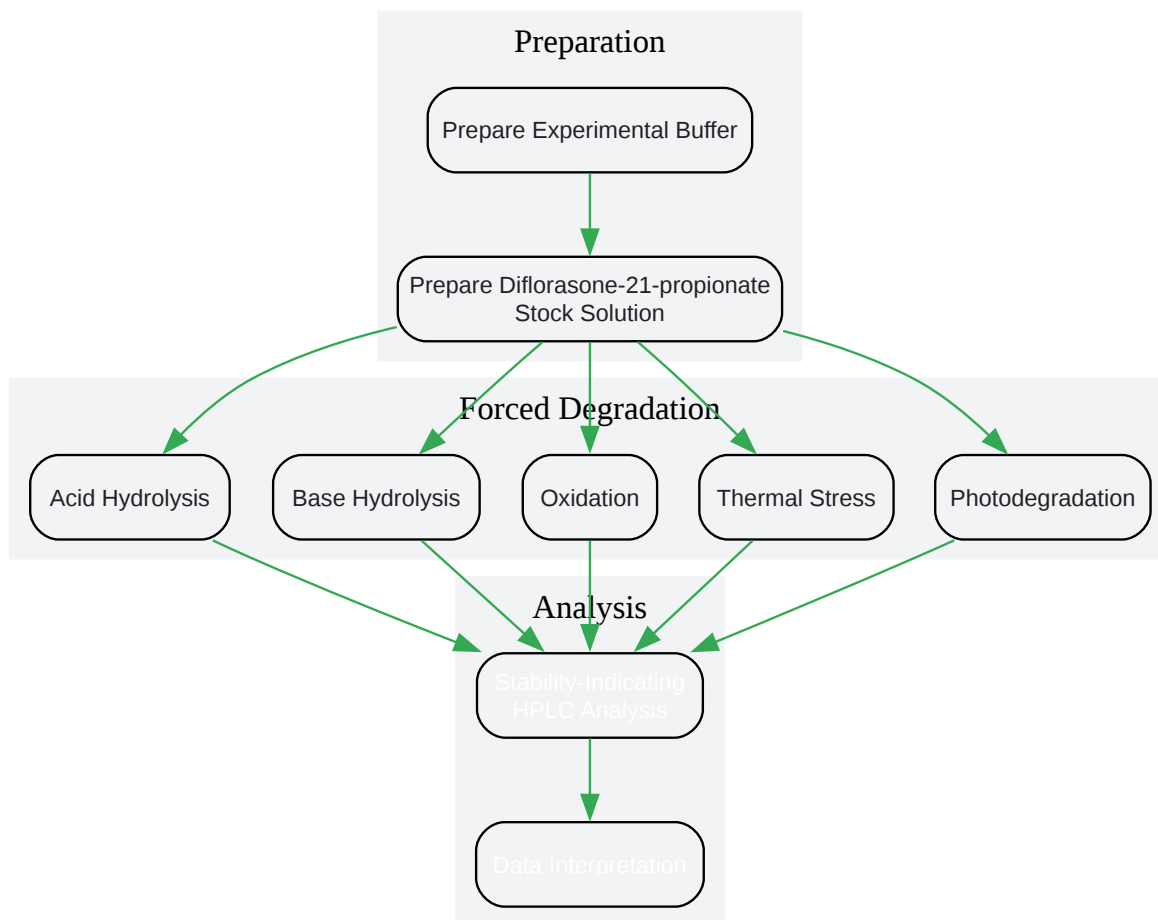 Preparation
Prepare Experimental Buffer
Prepare Diflorasone-21-propionate
Stock Solution
Forced Degradation
Acid Hydrolysis
Base Hydrolysis
Oxidation
Thermal Stress
Photodegradation
Analysis
Stability-Indicating
HPLC Analysis
Data Interpretation